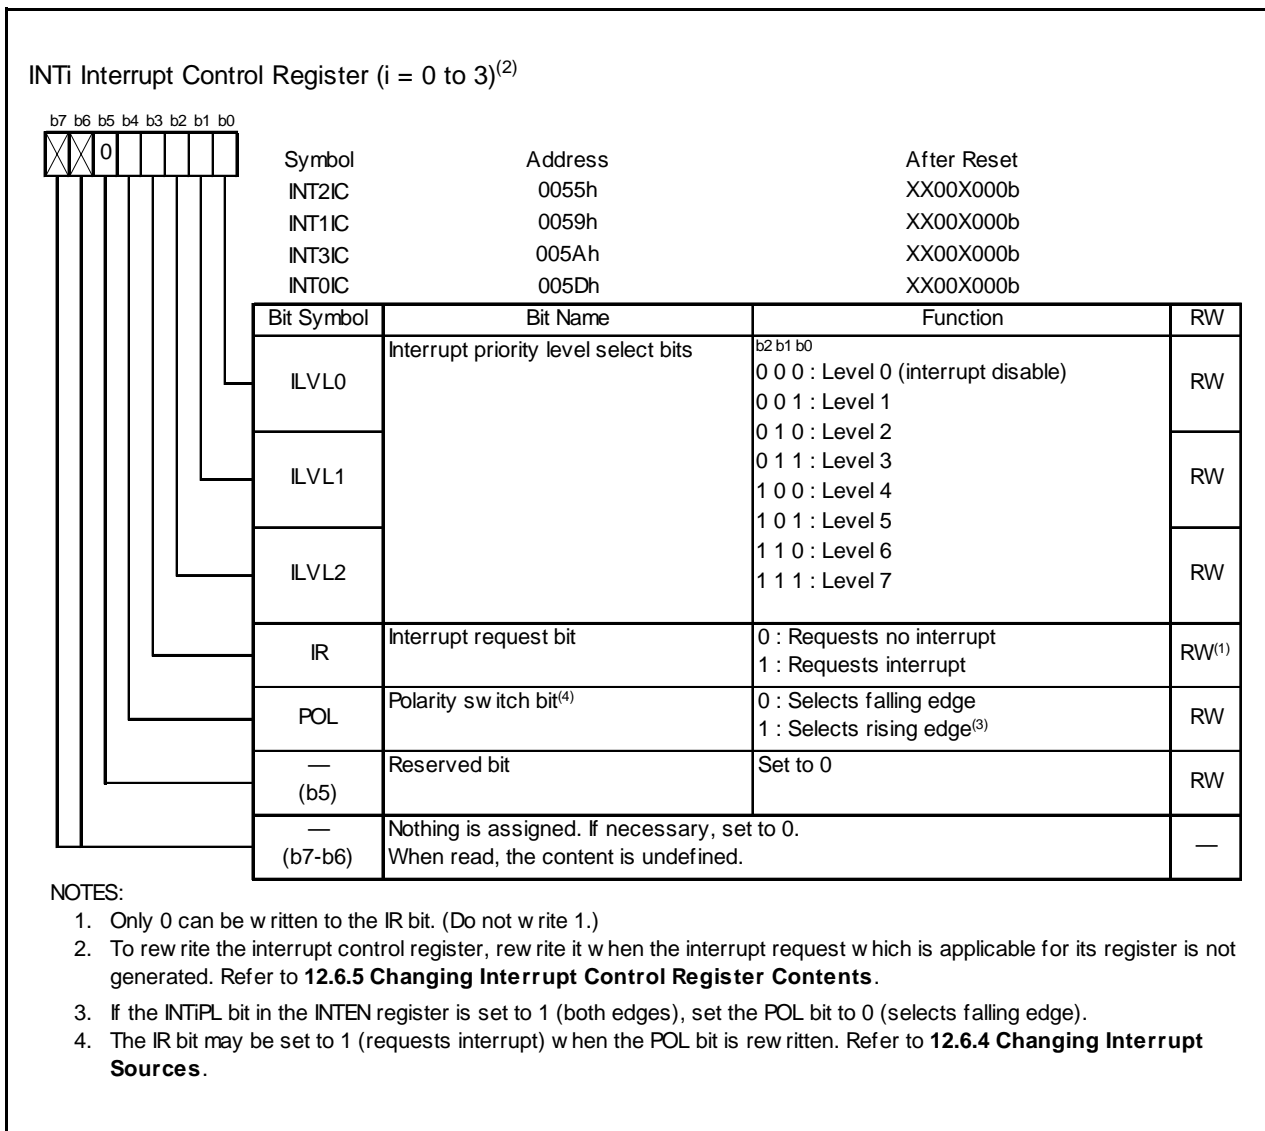 INTi Interrupt Control Register (i = 0 to 3)(2)
b7 b6 b5 b4 b3 b2 b1 b0
0
Symbol Address After Reset
INT2IC 0055h XX00X000b
INT1IC 0059h XX00X000b
INT3IC 005Ah XX00X000b
INT0IC 005Dh XX00X000b
Bit Symbol Bit Name Function RW
ILVL0 Interrupt priority level select bits b2 b1 b0 RW
0 0 0 : Level 0 (interrupt disable)
0 0 1 : Level 1
0 1 0 : Level 2
ILVL1 0 1 1 : Level 3 RW
1 0 0 : Level 4
1 0 1 : Level 5
ILVL2 1 1 0 : Level 6 RW
1 1 1 : Level 7
IR Interrupt request bit 0 : Requests no interrupt RW(1)
1 : Requests interrupt
POL Polarity switch bit(4) 0 : Selects falling edge RW
1 : Selects rising edge(3)
— Reserved bit Set to 0 RW
(b5)
— Nothing is assigned. If necessary, set to 0. —
(b7-b6) When read, the content is undefined.
NOTES:
1. Only 0 can be written to the IR bit. (Do not write 1.)
2. To rewrite the interrupt control register, rewrite it when the interrupt request which is applicable for its register is not
generated. Refer to 12.6.5 Changing Interrupt Control Register Contents.
3. If the INTiPL bit in the INTEN register is set to 1 (both edges), set the POL bit to 0 (selects falling edge).
4. The IR bit may be set to 1 (requests interrupt) when the POL bit is rewritten. Refer to 12.6.4 Changing Interrupt
Sources.